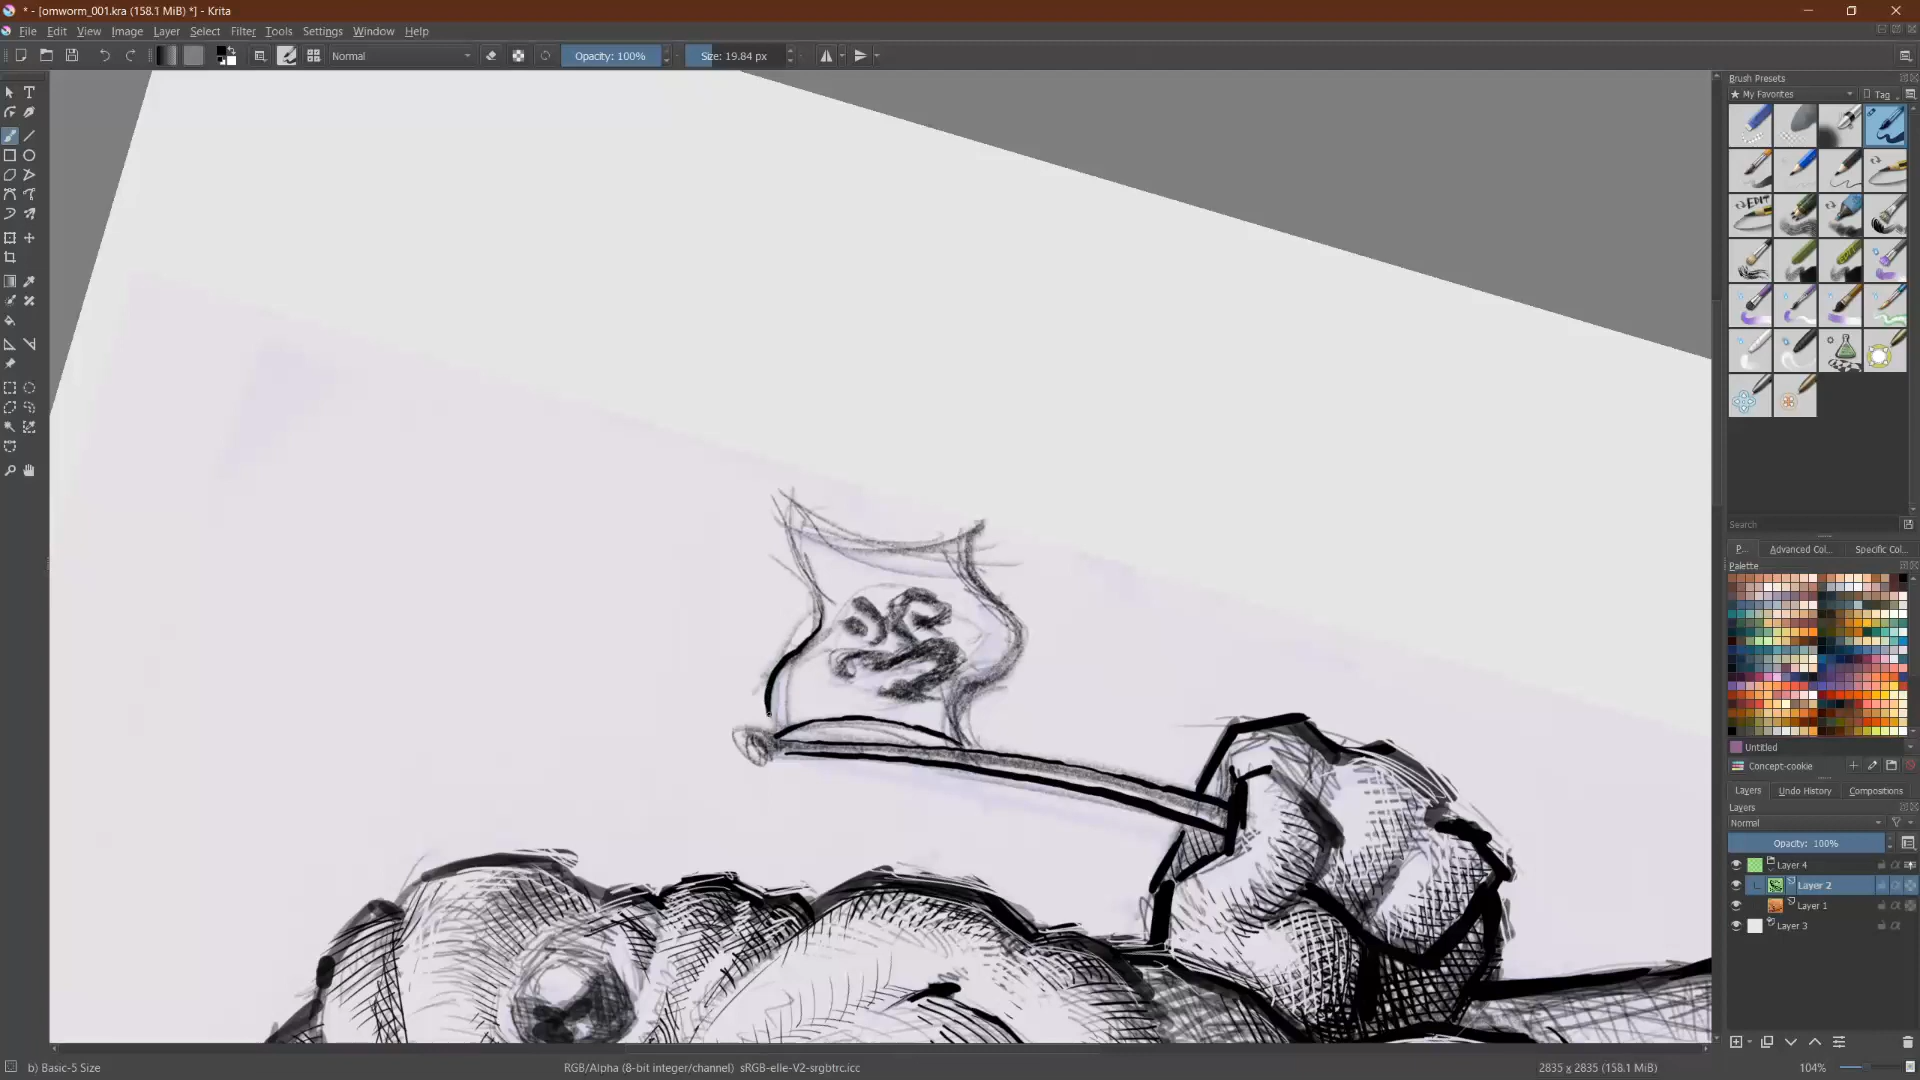 * - [omworm_001.kra (158.1 MiB) *] - Krita
File Edit View Image Layer Select Filter Tools Settings Window Help
Normal
Opacity: 100%
Size: 19.84 px
Brush Presets
★ My Favorites
Tag
EDIT
Search
P...
Advanced Col...
Specific Col...
Palette
Untitled
Concept-cookie
Layers
Undo History
Compositions
Layers
Normal
Opacity: 100%
Layer 4
Layer 2
Layer 1
Layer 3
b) Basic-5 Size
RGB/Alpha (8-bit integer/channel) sRGB-elle-V2-srgbtrc.icc
2835 x 2835 (158.1 MiB)
104%